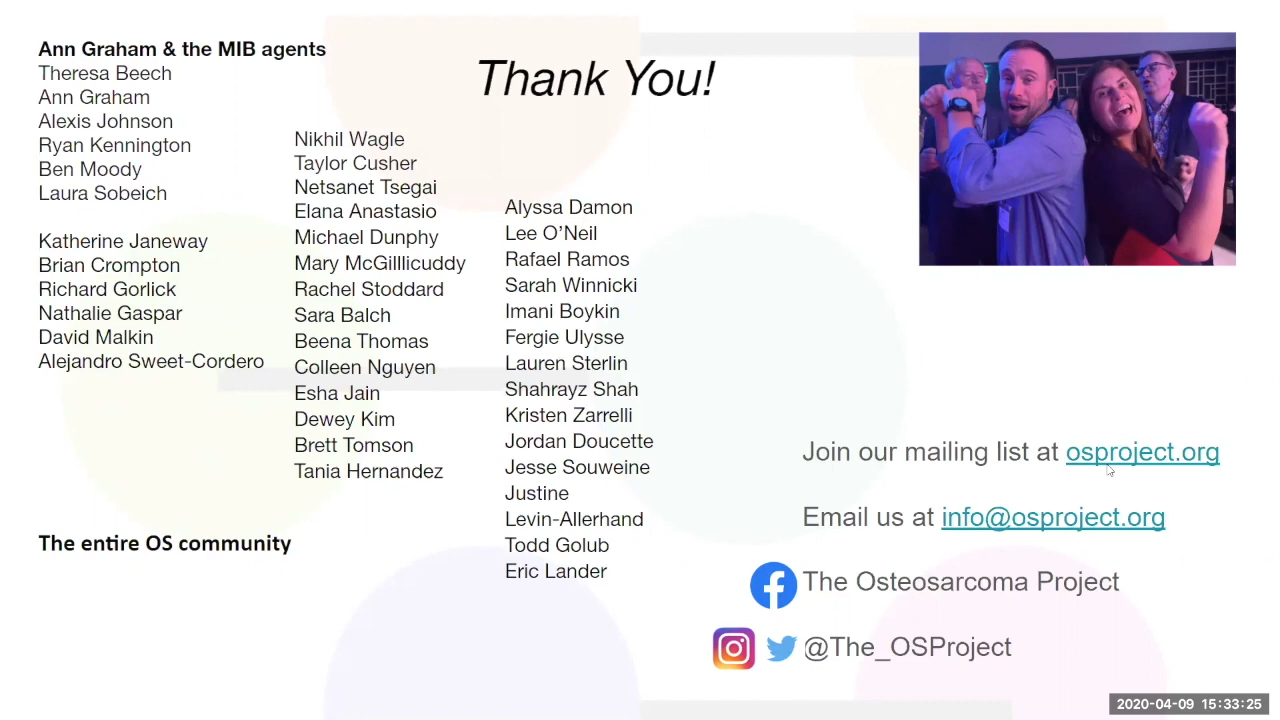 Ann Graham & the MIB agents
Theresa Beech
Ann Graham
Alexis Johnson
Ryan Kennington
Ben Moody
Laura Sobeich
Katherine Janeway
Brian Crompton
Richard Gorlick
Nathalie Gaspar
David Malkin
Alejandro Sweet-Cordero
The entire OS community
Thank You!
Nikhil Wagle
Taylor Cusher
Netsanet Tsegai
Elana Anastasio
Michael Dunphy
Mary McGilllicuddy
Rachel Stoddard
Sara Balch
Beena Thomas
Colleen Nguyen
Esha Jain
Dewey Kim
Brett Tomson
Tania Hernandez
Alyssa Damon
Lee O’Neil
Rafael Ramos
Sarah Winnicki
Imani Boykin
Fergie Ulysse
Lauren Sterlin
Shahrayz Shah
Kristen Zarrelli
Jordan Doucette
Jesse Souweine
Justine
Levin-Allerhand
Todd Golub
Eric Lander
Join our mailing list at osproject.org
Email us at info@osproject.org
The Osteosarcoma Project
@The_OSProject
2020-04-09 15:33:25